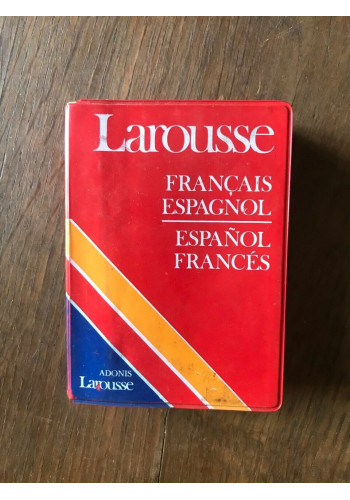 Larousse
FRANÇAIS
ESPAGNOL
ESPAÑOL
FRANCÉS
ADONIS
Larousse